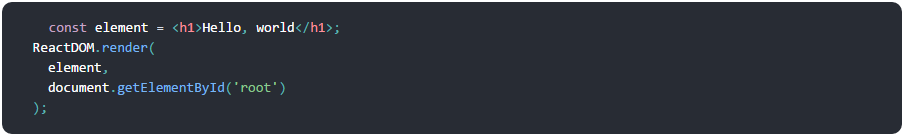 const element = <h1>Hello, world</h1>;
ReactDOM.render(
element,
document.getElementById('root')
);